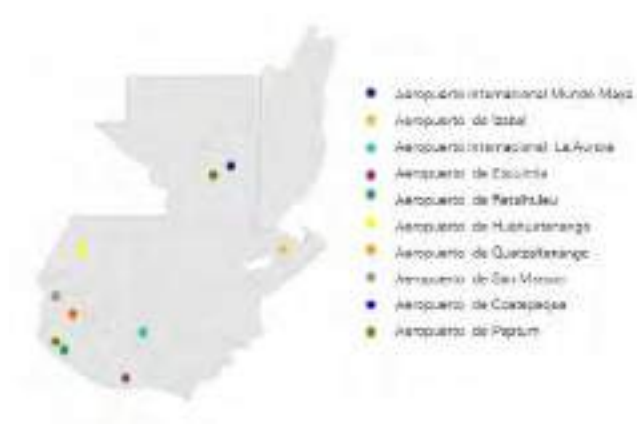 Aeropuerto internacional Mundo Maya
Aeropuerto de Izabal
Aeropuerto Internacional La Aurora
Aeropuerto de Escuintla
Aeropuerto de Retalhuleu
Aeropuerto de Huehuetenango
Aeropuerto de Quetzaltenango
Aeropuerto de San Marcos
Aeropuerto de Coatepeque
Aeropuerto de